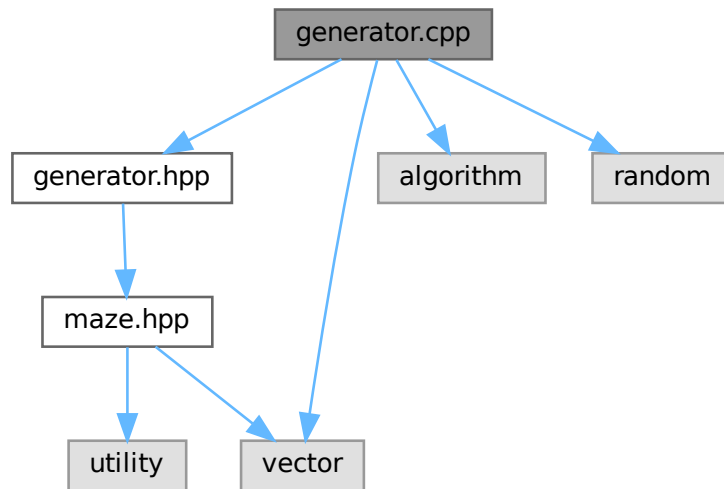 generator.cpp
generator.hpp
algorithm
random
maze.hpp
utility
vector